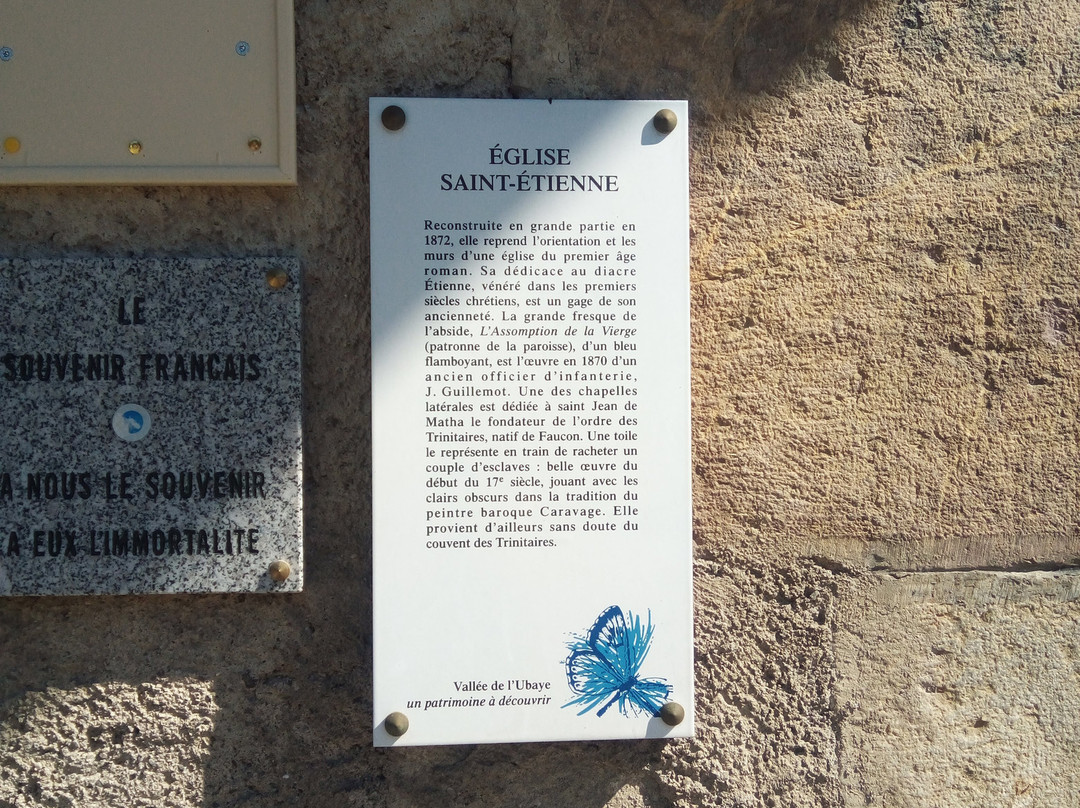 ÉGLISE
SAINT-ÉTIENNE
Reconstruite en grande partie en
1872, elle reprend l'orientation et les
murs d'une église du premier âge
roman. Sa dédicace au diacre
Étienne, vénéré dans les premiers
siècles chrétiens, est un gage de son
ancienneté. La grande fresque de
l'abside, L'Assomption de la Vierge
(patronne de la paroisse), d'un bleu
flamboyant, est l'œuvre en 1870 d'un
ancien officier d'infanterie,
J. Guillemot. Une des chapelles
latérales est dédiée à saint Jean de
Matha le fondateur de l'ordre des
Trinitaires, natif de Faucon. Une toile
le représente en train de racheter un
couple d'esclaves : belle œuvre du
début du 17e siècle, jouant avec les
clairs obscurs dans la tradition du
peintre baroque Caravage. Elle
provient d'ailleurs sans doute du
couvent des Trinitaires.
Vallée de l'Ubaye
un patrimoine à découvrir
LE
SOUVENIR FRANCAIS
A NOUS LE SOUVENIR
A EUX L'IMMORTALITE